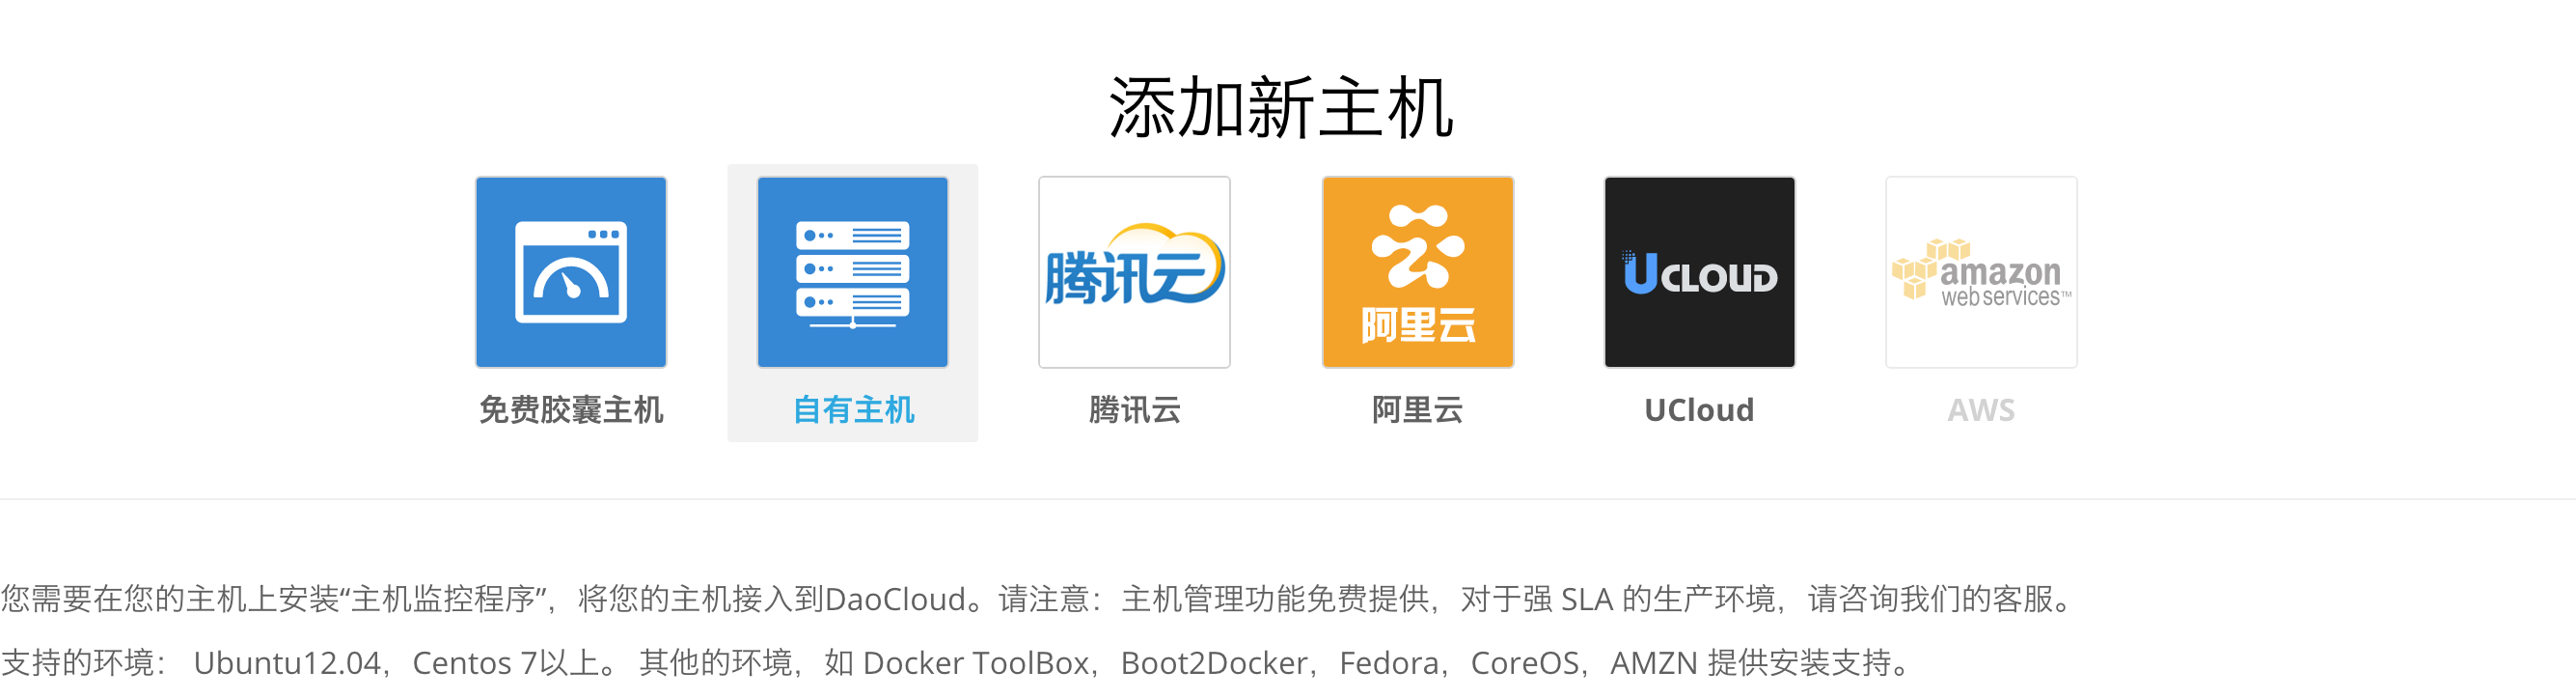 添加新主机
腾讯云
阿里云
UCLOUD
amazon
web services™
免费胶囊主机
自有主机
腾讯云
阿里云
UCloud
AWS
您需要在您的主机上安装“主机监控程序”，将您的主机接入到DaoCloud。请注意：主机管理功能免费提供，对于强 SLA 的生产环境，请咨询我们的客服。
支持的环境： Ubuntu12.04，Centos 7以上。 其他的环境，如 Docker ToolBox，Boot2Docker，Fedora，CoreOS，AMZN 提供安装支持。